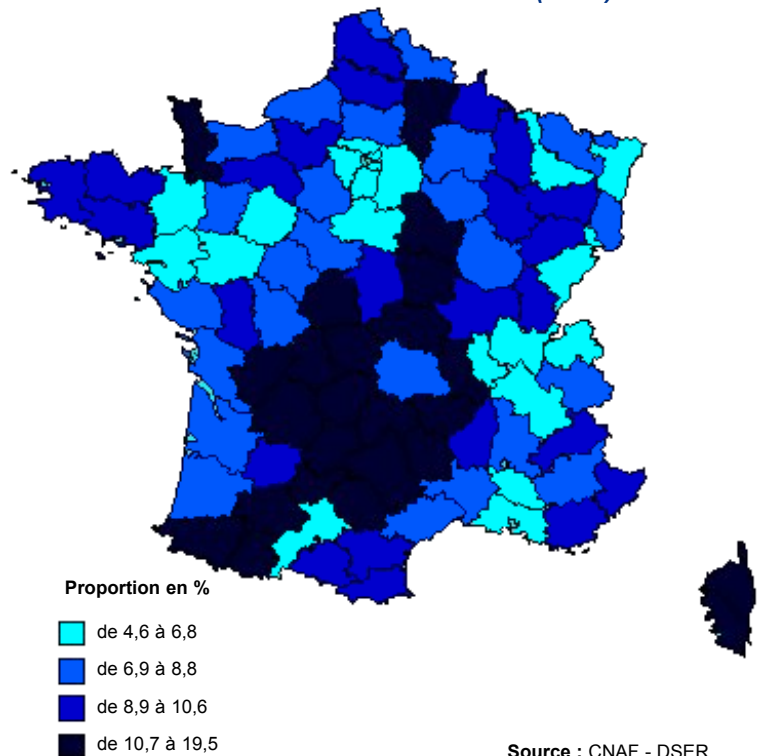 Proportion en %
de 4,6 à 6,8
de 6,9 à 8,8
de 8,9 à 10,6
de 10,7 à 19,5
Source : CNAF - DSER